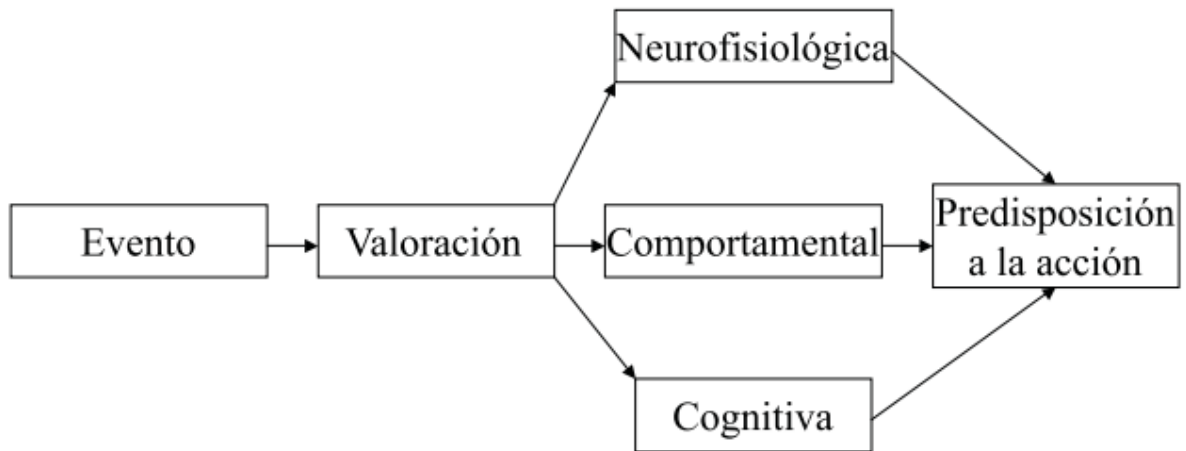 Neurofisiológica
Evento
Valoración
Comportamental
Predisposición
a la acción
Cognitiva